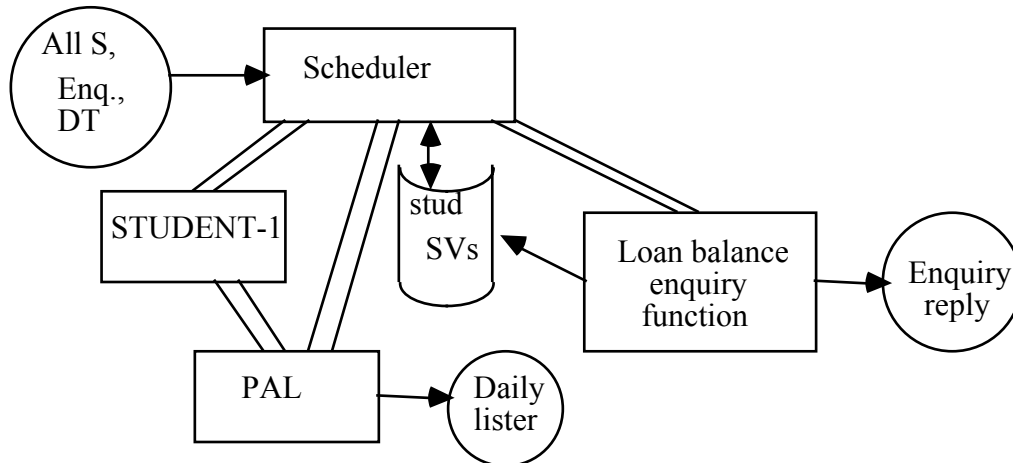 All S,
Enq.,
DT
Scheduler
STUDENT-1
stud
SVs
Loan balance
enquiry
function
Enquiry
reply
PAL
Daily
lister